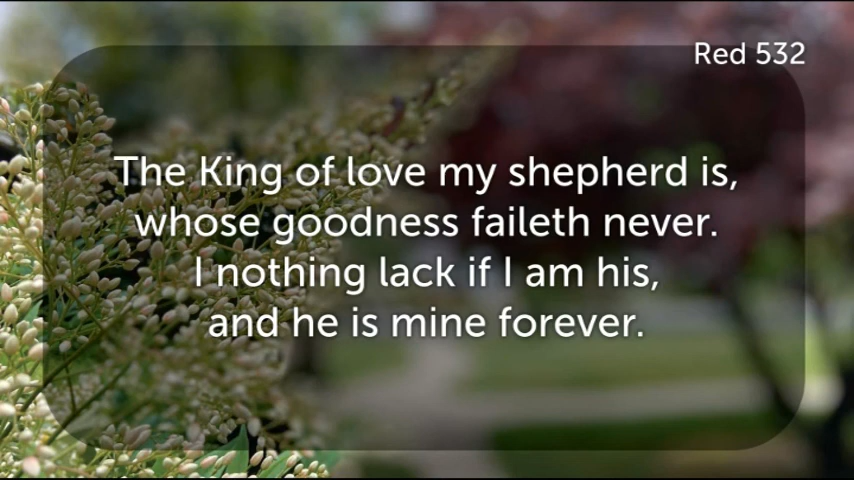 Red 532
The King of love my shepherd is,
whose goodness faileth never.
I nothing lack if I am his,
and he is mine forever.